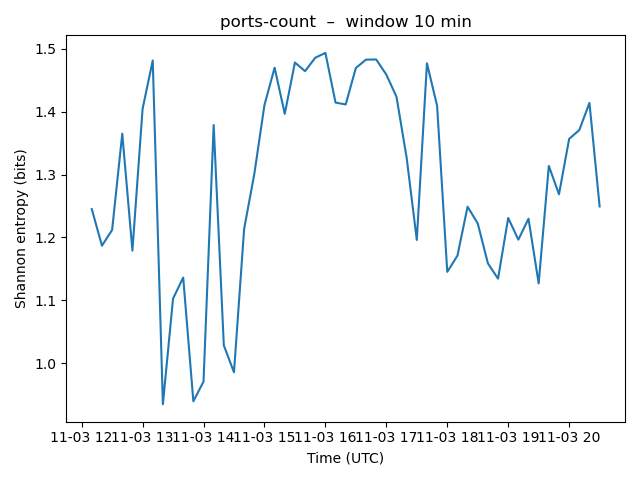 ports-count – window 10 min
Shannon entropy (bits)
1.5
1.4
1.3
1.2
1.1
1.0
11-03 12 11-03 13 11-03 14 11-03 15 11-03 16 11-03 17 11-03 18 11-03 19 11-03 20
Time (UTC)